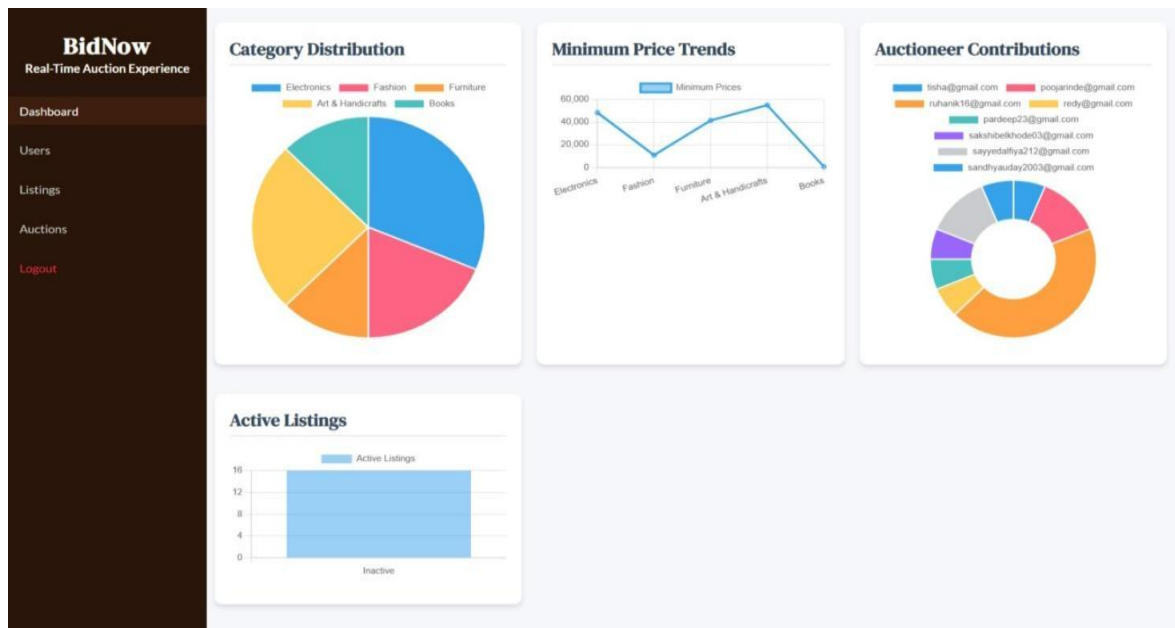 BidNow
Real-Time Auction Experience
Dashboard
Users
Listings
Auctions
Logout
Category Distribution
Electronics Fashion Furniture
Art & Handicrafts Books
Minimum Price Trends
Minimum Prices
60,000
40,000
20,000
0
Electronics Fashion Furniture Art & Handicrafts Books
Auctioneer Contributions
tisha@gmail.com poojarinde@gmail.com
ruhanik16@gmail.com redy@gmail.com
pardeep23@gmail.com
sakshibelkhode03@gmail.com
sayyedalfiya212@gmail.com
sandhyauday2003@gmail.com
Active Listings
Active Listings
16
12
8
4
0
Inactive